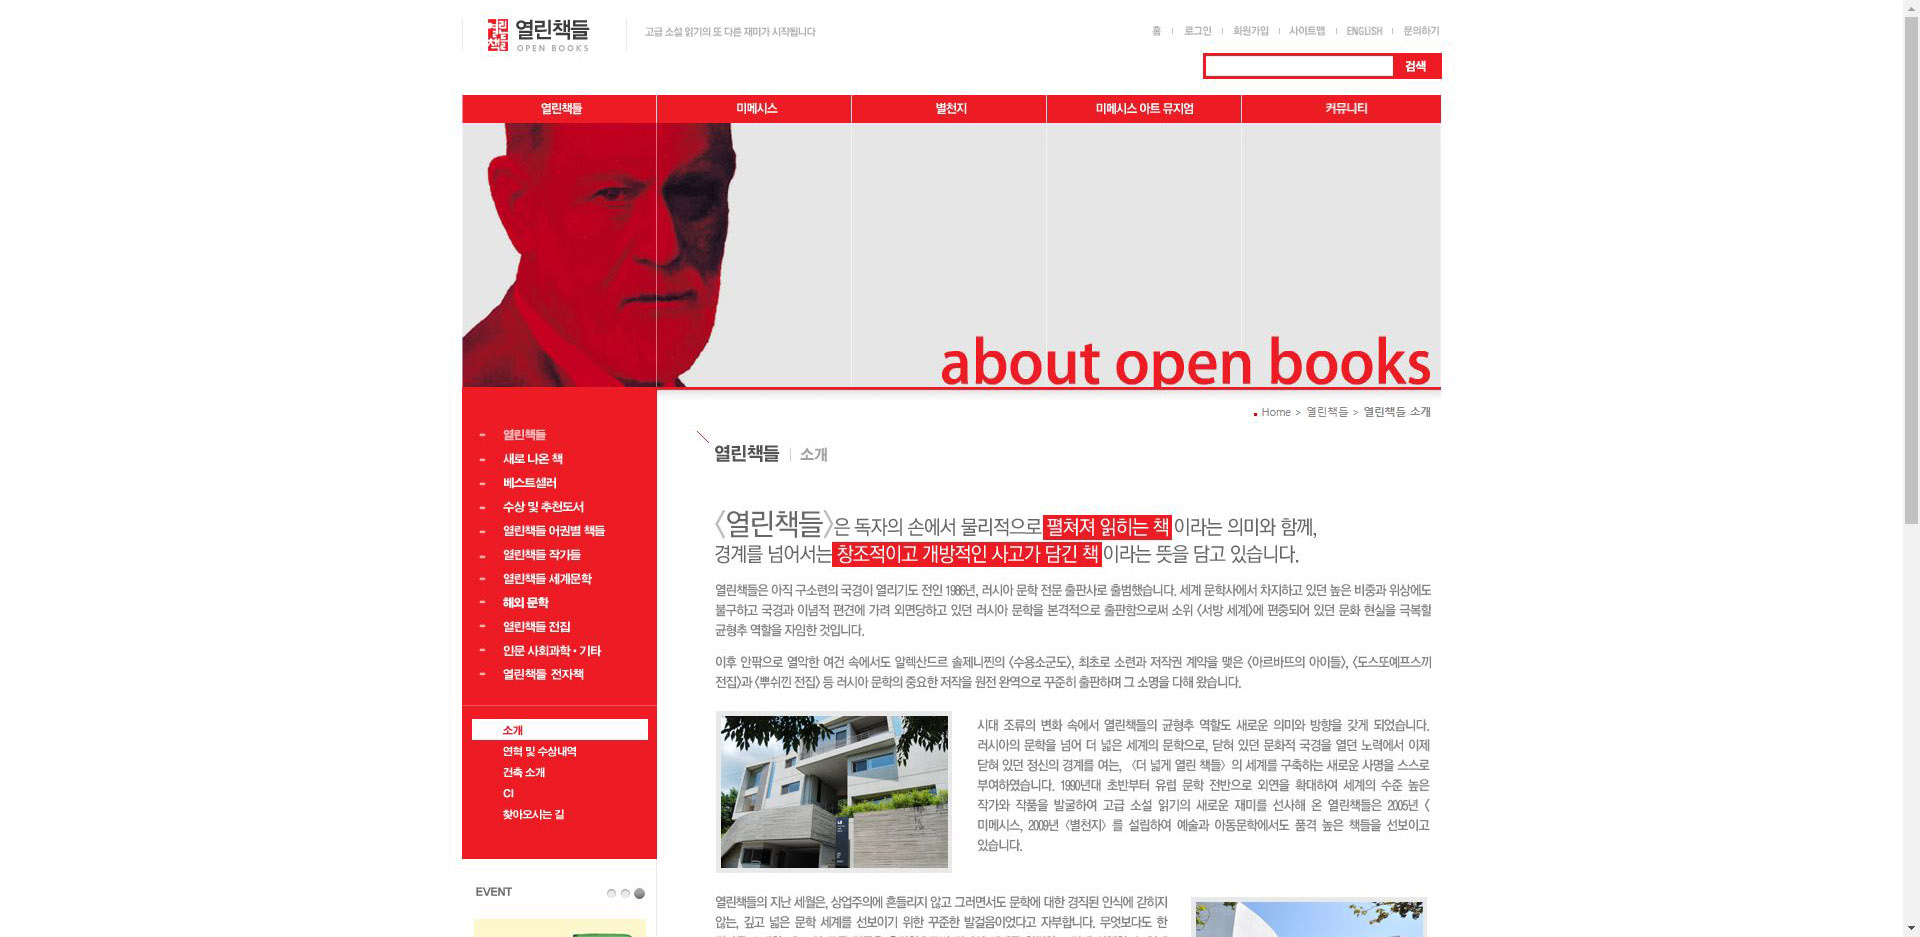 열린책들
OPEN BOOKS
고급 소설 읽기의 또 다른 재미가 시작됩니다
홈 로그인 회원가입 사이트맵 ENGLISH 문의하기
검색
열린책들 미메시스 별천지 미메시스 아트 뮤지엄 커뮤니티
about open books
Home > 열린책들 > 열린책들 소개
열린책들
새로 나온 책
베스트셀러
수상 및 추천도서
열린책들 어권별 책들
열린책들 작가들
열린책들 세계문학
해외 문학
열린책들 전집
인문 사회과학·기타
열린책들 전자책
소개
연혁 및 수상내역
건축 소개
CI
찾아오시는 길
EVENT
열린책들 | 소개
〈열린책들〉은 독자의 손에서 물리적으로 펼쳐져 읽히는 책 이라는 의미와 함께,
경계를 넘어서는 창조적이고 개방적인 사고가 담긴 책 이라는 뜻을 담고 있습니다.
열린책들은 아직 구소련의 국경이 열리기도 전인 1986년, 러시아 문학 전문 출판사로 출범했습니다. 세계 문학사에서 차지하고 있던 높은 비중과 위상에도
불구하고 국경과 이념적 편견에 가려 외면당하고 있던 러시아 문학을 본격적으로 출판함으로써 소위 〈서방 세계〉에 편중되어 있던 문화 현실을 극복할
균형추 역할을 자임한 것입니다.
이후 안팎으로 열악한 여건 속에서도 알렉산드르 솔제니찐의 〈수용소군도〉, 최초로 소련과 저작권 계약을 맺은 〈아르바뜨의 아이들〉, 〈도스또예프스끼
전집〉과 〈뿌쉬낀 전집〉 등 러시아 문학의 중요한 저작을 원전 완역으로 꾸준히 출판하며 그 소명을 다해 왔습니다.
시대 조류의 변화 속에서 열린책들의 균형추 역할도 새로운 의미와 방향을 갖게 되었습니다.
러시아의 문학을 넘어 더 넓은 세계의 문학으로, 닫혀 있던 문화적 국경을 열던 노력에서 이제
닫혀 있던 정신의 경계를 여는, 〈더 넓게 열린 책들〉의 세계를 구축하는 새로운 사명을 스스로
부여하였습니다. 1990년대 초반부터 유럽 문학 전반으로 외연을 확대하여 세계의 수준 높은
작가와 작품을 발굴하여 고급 소설 읽기의 새로운 재미를 선사해 온 열린책들은 2005년 〈
미메시스, 2009년 〈별천지〉를 설립하여 예술과 아동문학에서도 품격 높은 책들을 선보이고
있습니다.
열린책들의 지난 세월은, 상업주의에 흔들리지 않고 그러면서도 문학에 대한 경직된 인식에 갇히지
않는, 깊고 넓은 문학 세계를 선보이기 위한 꾸준한 발걸음이었다고 자부합니다. 무엇보다도 한